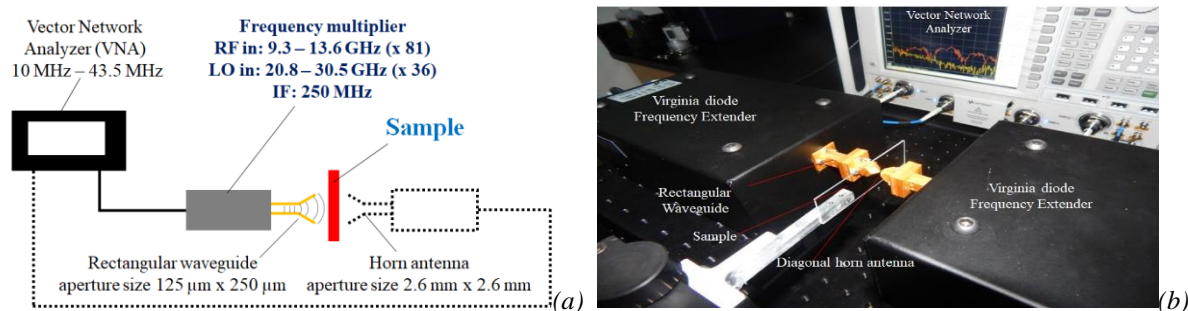 Vector Network
Analyzer (VNA)
10 MHz – 43.5 MHz
Frequency multiplier
RF in: 9.3 – 13.6 GHz (x 81)
LO in: 20.8 – 30.5 GHz (x 36)
IF: 250 MHz
Sample
Rectangular waveguide
aperture size 125 μm x 250 μm
Horn antenna
aperture size 2.6 mm x 2.6 mm
(a)
Vector Network
Analyzer
Virginia diode
Frequency Extender
Rectangular
Waveguide
Sample
Diagonal horn antenna
Virginia diode
Frequency Extender
(b)